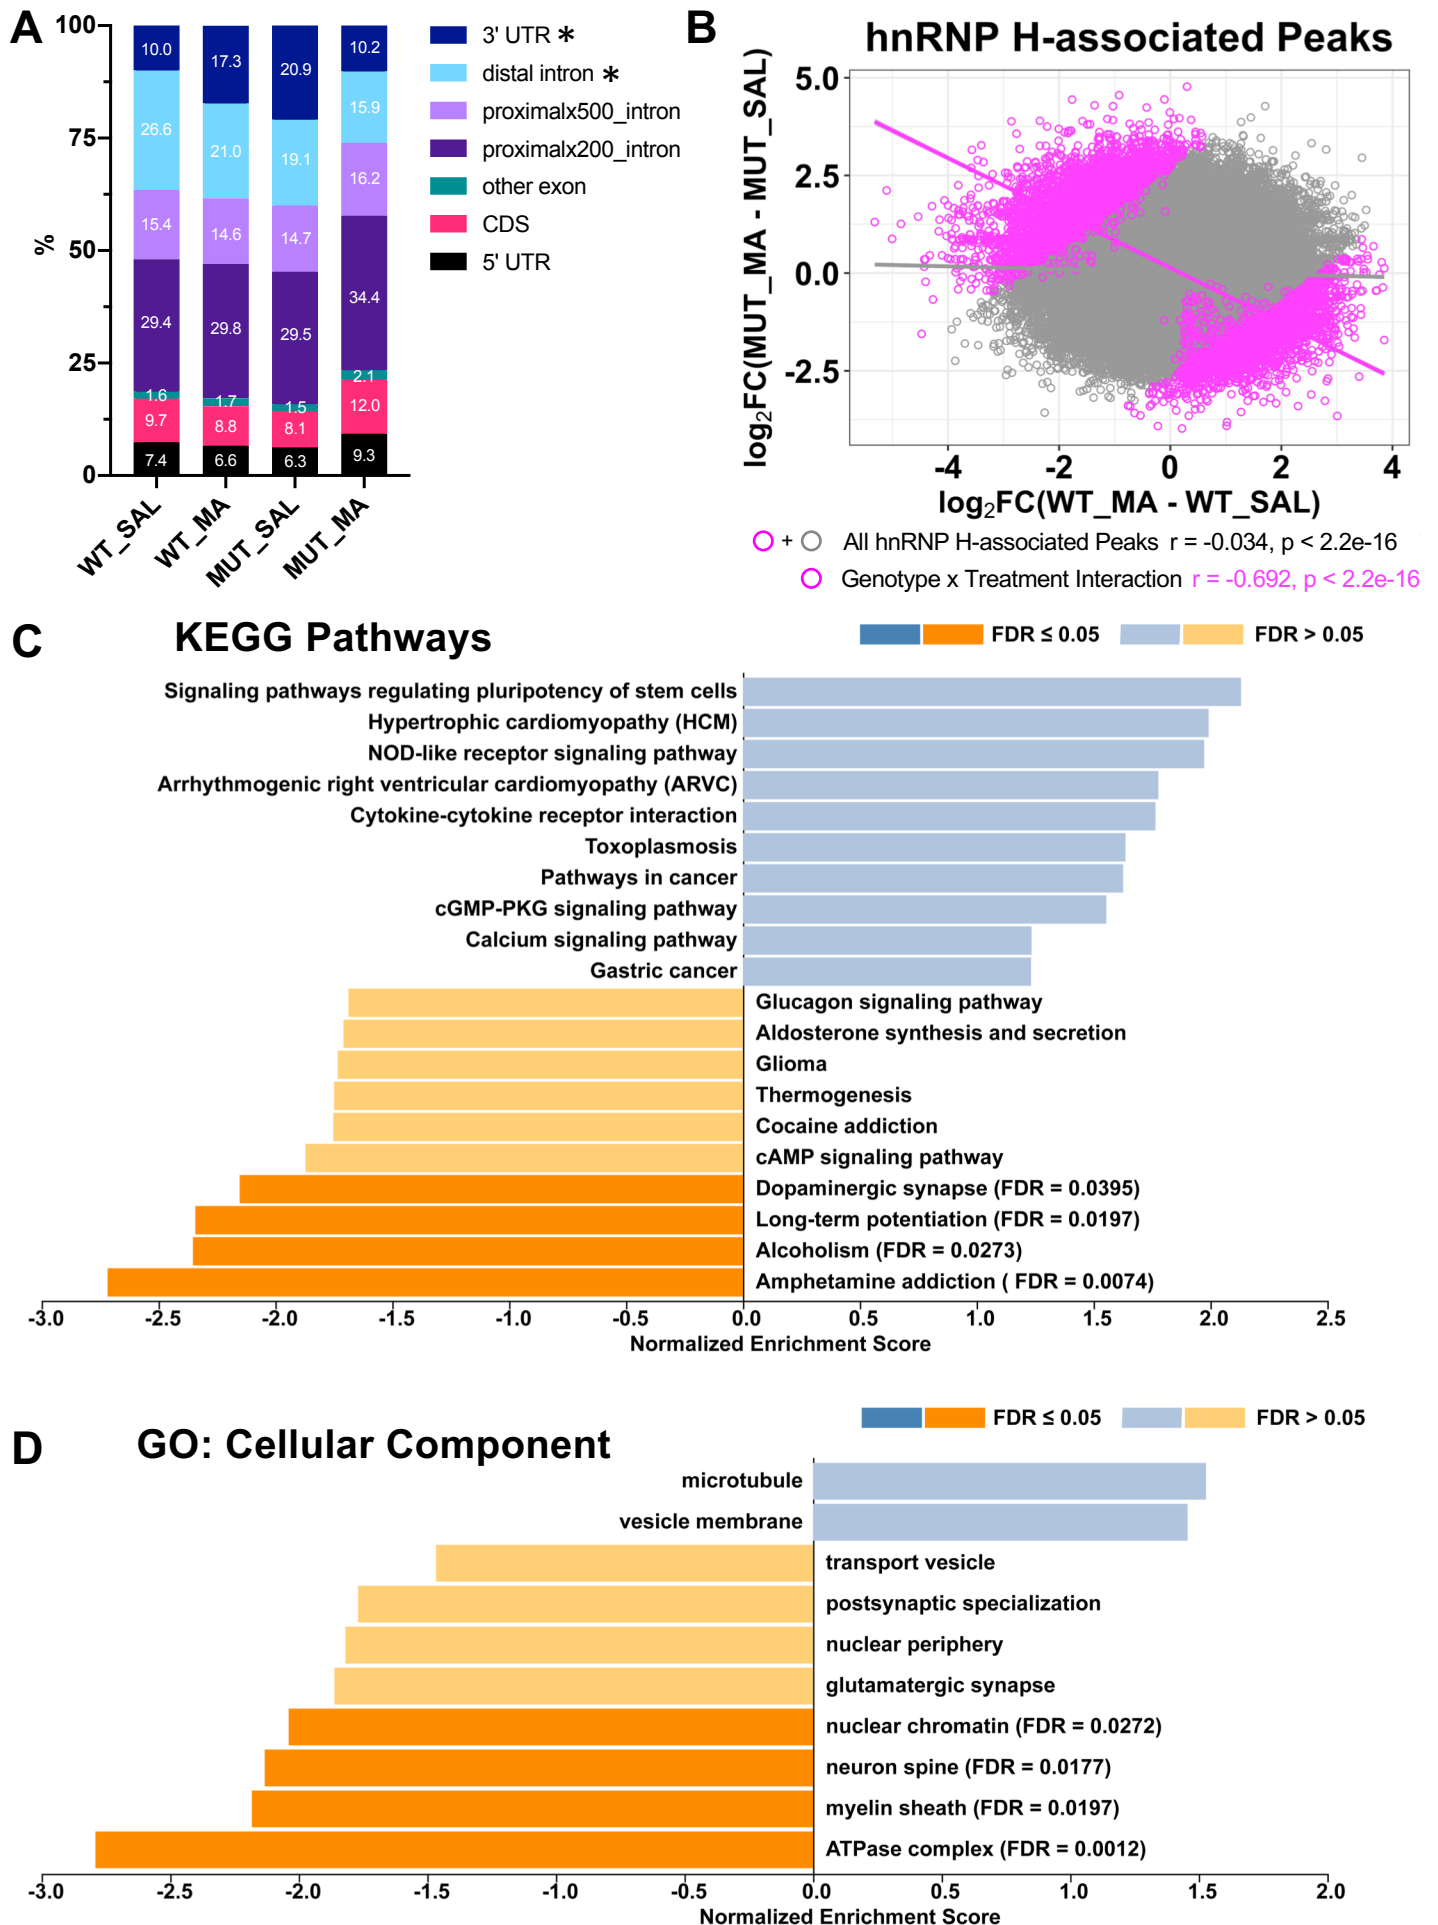 A
100
75
50
25
0
%
10.0
26.6
15.4
29.4
1.6
9.7
7.4
17.3
21.0
14.6
29.8
1.7
8.8
6.6
20.9
19.1
14.7
29.5
1.5
8.1
6.3
10.2
15.9
16.2
34.4
2.1
12.0
9.3
WT_SAL
WT_MA
MUT_SAL
MUT_MA
3' UTR *
distal intron *
proximalx500_intron
proximalx200_intron
other exon
CDS
5' UTR
B
hnRNP H-associated Peaks
log2FC(MUT_MA - MUT_SAL)
5.0
2.5
0.0
-2.5
-4
-2
0
2
4
log2FC(WT_MA - WT_SAL)
+ All hnRNP H-associated Peaks r = -0.034, p < 2.2e-16
Genotype x Treatment Interaction r = -0.692, p < 2.2e-16
C
KEGG Pathways
FDR ≤ 0.05
FDR > 0.05
Signaling pathways regulating pluripotency of stem cells
Hypertrophic cardiomyopathy (HCM)
NOD-like receptor signaling pathway
Arrhythmogenic right ventricular cardiomyopathy (ARVC)
Cytokine-cytokine receptor interaction
Toxoplasmosis
Pathways in cancer
cGMP-PKG signaling pathway
Calcium signaling pathway
Gastric cancer
Glucagon signaling pathway
Aldosterone synthesis and secretion
Glioma
Thermogenesis
Cocaine addiction
cAMP signaling pathway
Dopaminergic synapse (FDR = 0.0395)
Long-term potentiation (FDR = 0.0197)
Alcoholism (FDR = 0.0273)
Amphetamine addiction ( FDR = 0.0074)
-3.0
-2.5
-2.0
-1.5
-1.0
-0.5
0.0
0.5
1.0
1.5
2.0
2.5
Normalized Enrichment Score
D
GO: Cellular Component
FDR ≤ 0.05
FDR > 0.05
microtubule
vesicle membrane
transport vesicle
postsynaptic specialization
nuclear periphery
glutamatergic synapse
nuclear chromatin (FDR = 0.0272)
neuron spine (FDR = 0.0177)
myelin sheath (FDR = 0.0197)
ATPase complex (FDR = 0.0012)
-3.0
-2.5
-2.0
-1.5
-1.0
-0.5
0.0
0.5
1.0
1.5
2.0
Normalized Enrichment Score